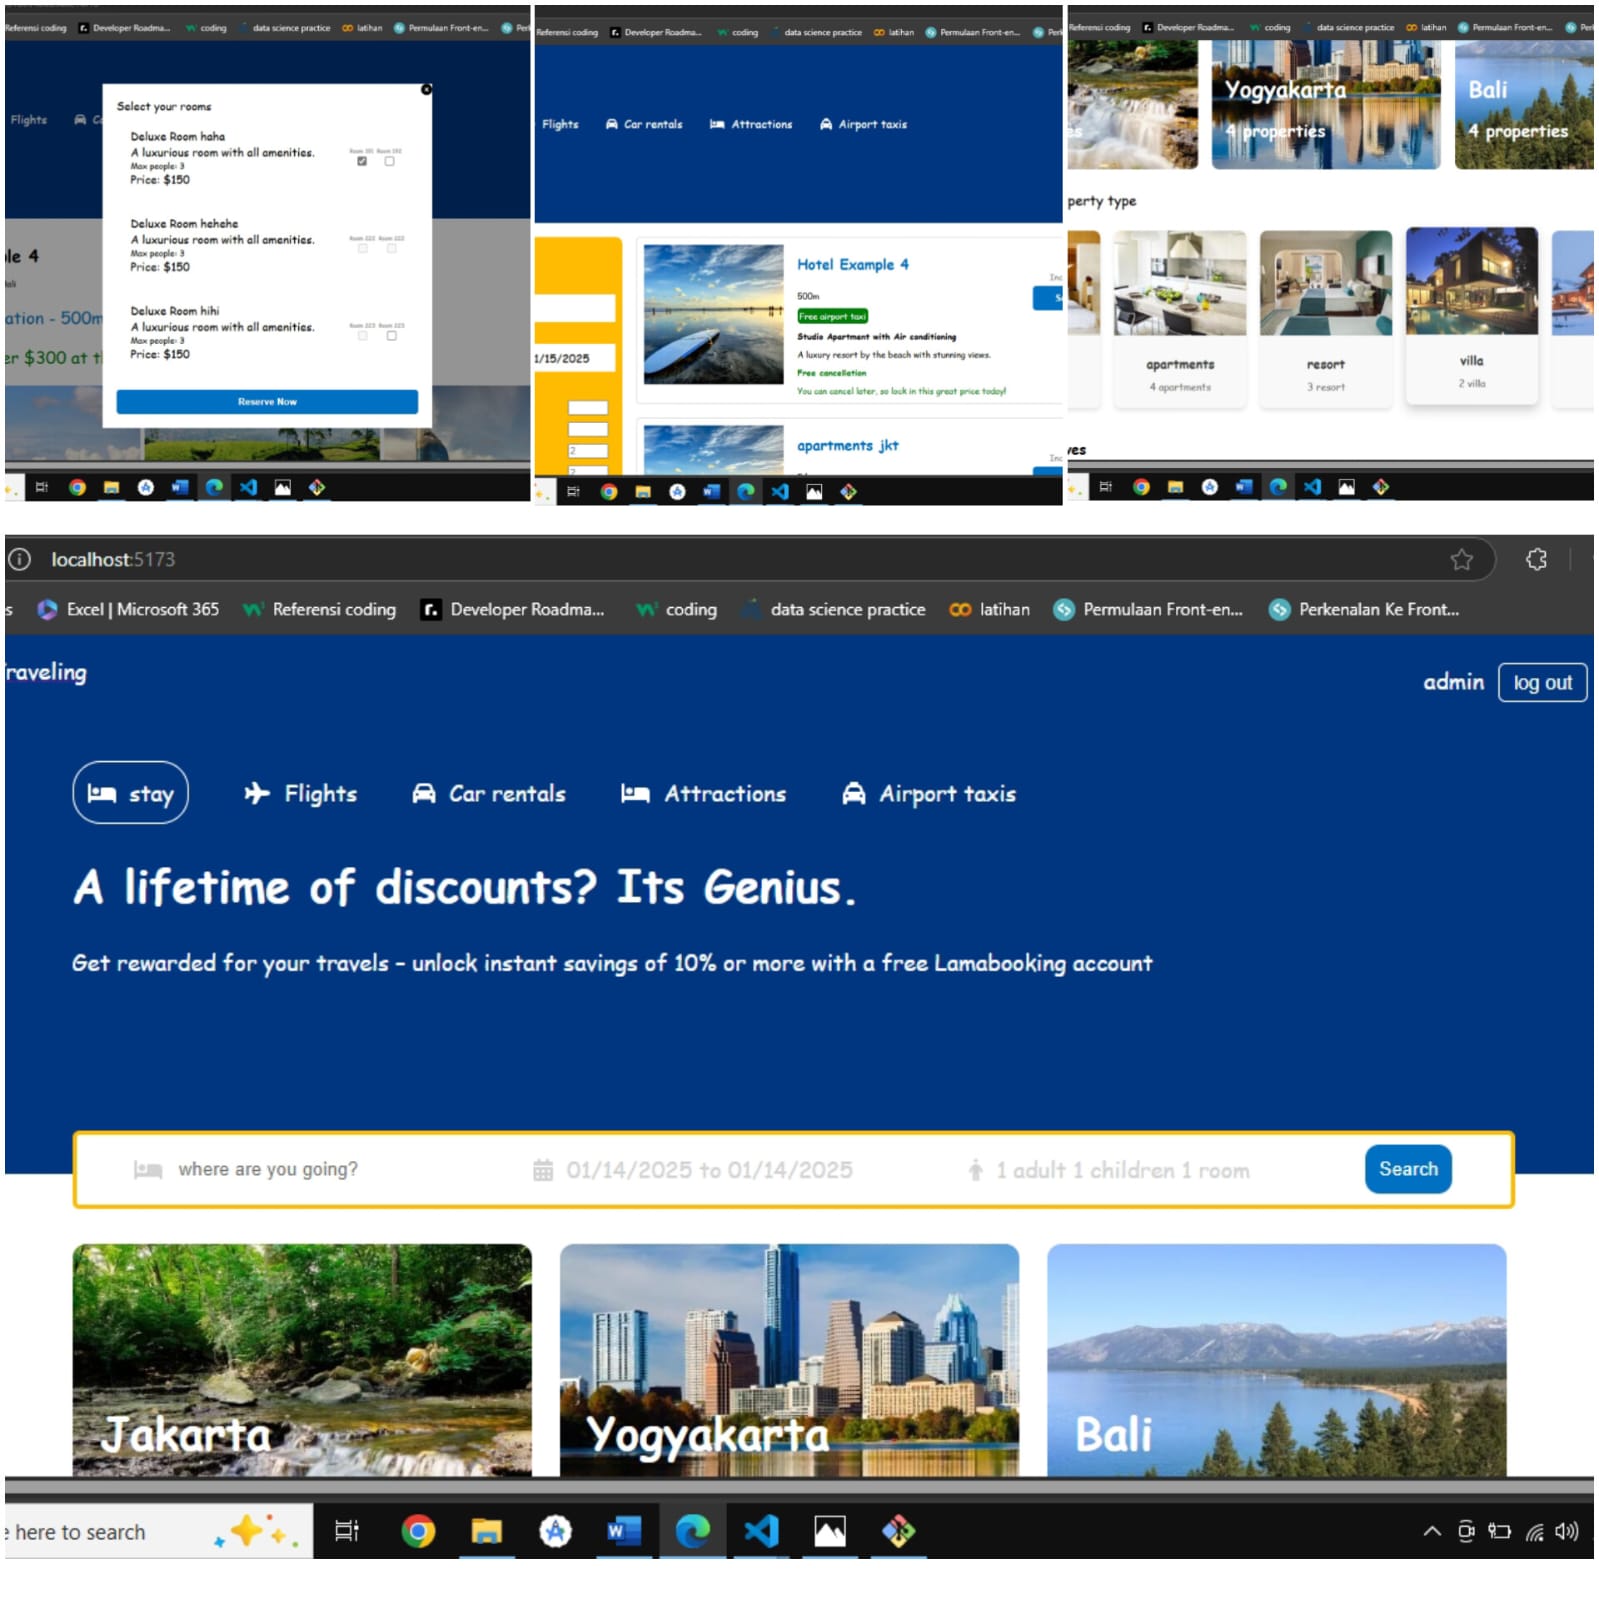 Referensi coding Developer Roadma... coding data science practice latihan Permulaan Front-en... Per
Flights Ca
Select your rooms
Deluxe Room haha
A luxurious room with all amenities.
Max people: 3
Price: $150
Deluxe Room hehehe
A luxurious room with all amenities.
Max people: 3
Price: $150
Deluxe Room hihi
A luxurious room with all amenities.
Max people: 3
Price: $150
Reserve Now
le 4
ation - 500m
er $300 at t
Referensi coding Developer Roadma... coding data science practice latihan Permulaan Front-en... Perk
Flights Car rentals Attractions Airport taxis
1/15/2025
2
2
Hotel Example 4
500m
Free airport taxi
Studio Apartment with Air conditioning
A luxury resort by the beach with stunning views.
Free cancellation
You can cancel later, so lock in this great price today!
Inc
S
apartments jkt
Inc
Referensi coding Developer Roadma... coding data science practice latihan Permulaan Front-en... Per
es
Yogyakarta
4 properties
Bali
4 properties
perty type
apartments
4 apartments
resort
3 resort
villa
2 villa
ves
localhost:5173
s Excel | Microsoft 365 Referensi coding Developer Roadma... coding data science practice latihan Permulaan Front-en... Perkenalan Ke Front...
raveling
admin log out
stay Flights Car rentals Attractions Airport taxis
A lifetime of discounts? Its Genius.
Get rewarded for your travels – unlock instant savings of 10% or more with a free Lamabooking account
where are you going? 01/14/2025 to 01/14/2025 1 adult 1 children 1 room Search
Jakarta Yogyakarta Bali
e here to search